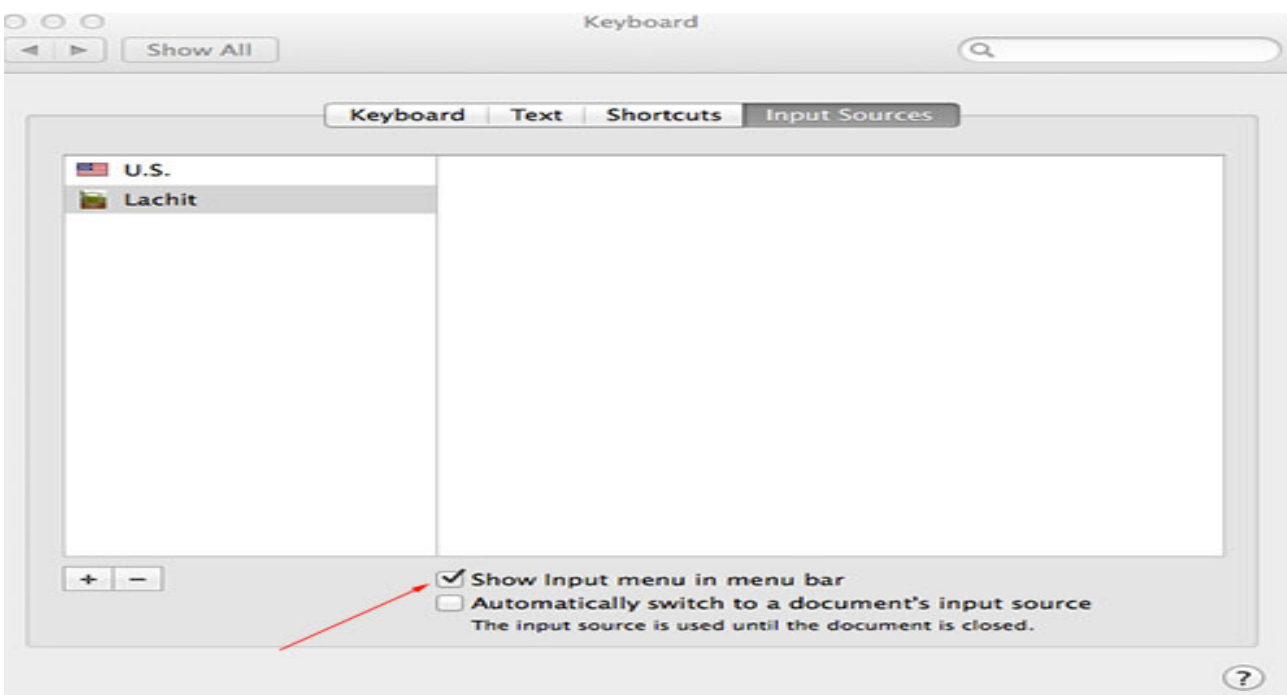 Keyboard
Show All
Keyboard Text Shortcuts Input Sources
U.S.
Lachit
+ −
Show Input menu in menu bar
Automatically switch to a document's input source
The input source is used until the document is closed.
?